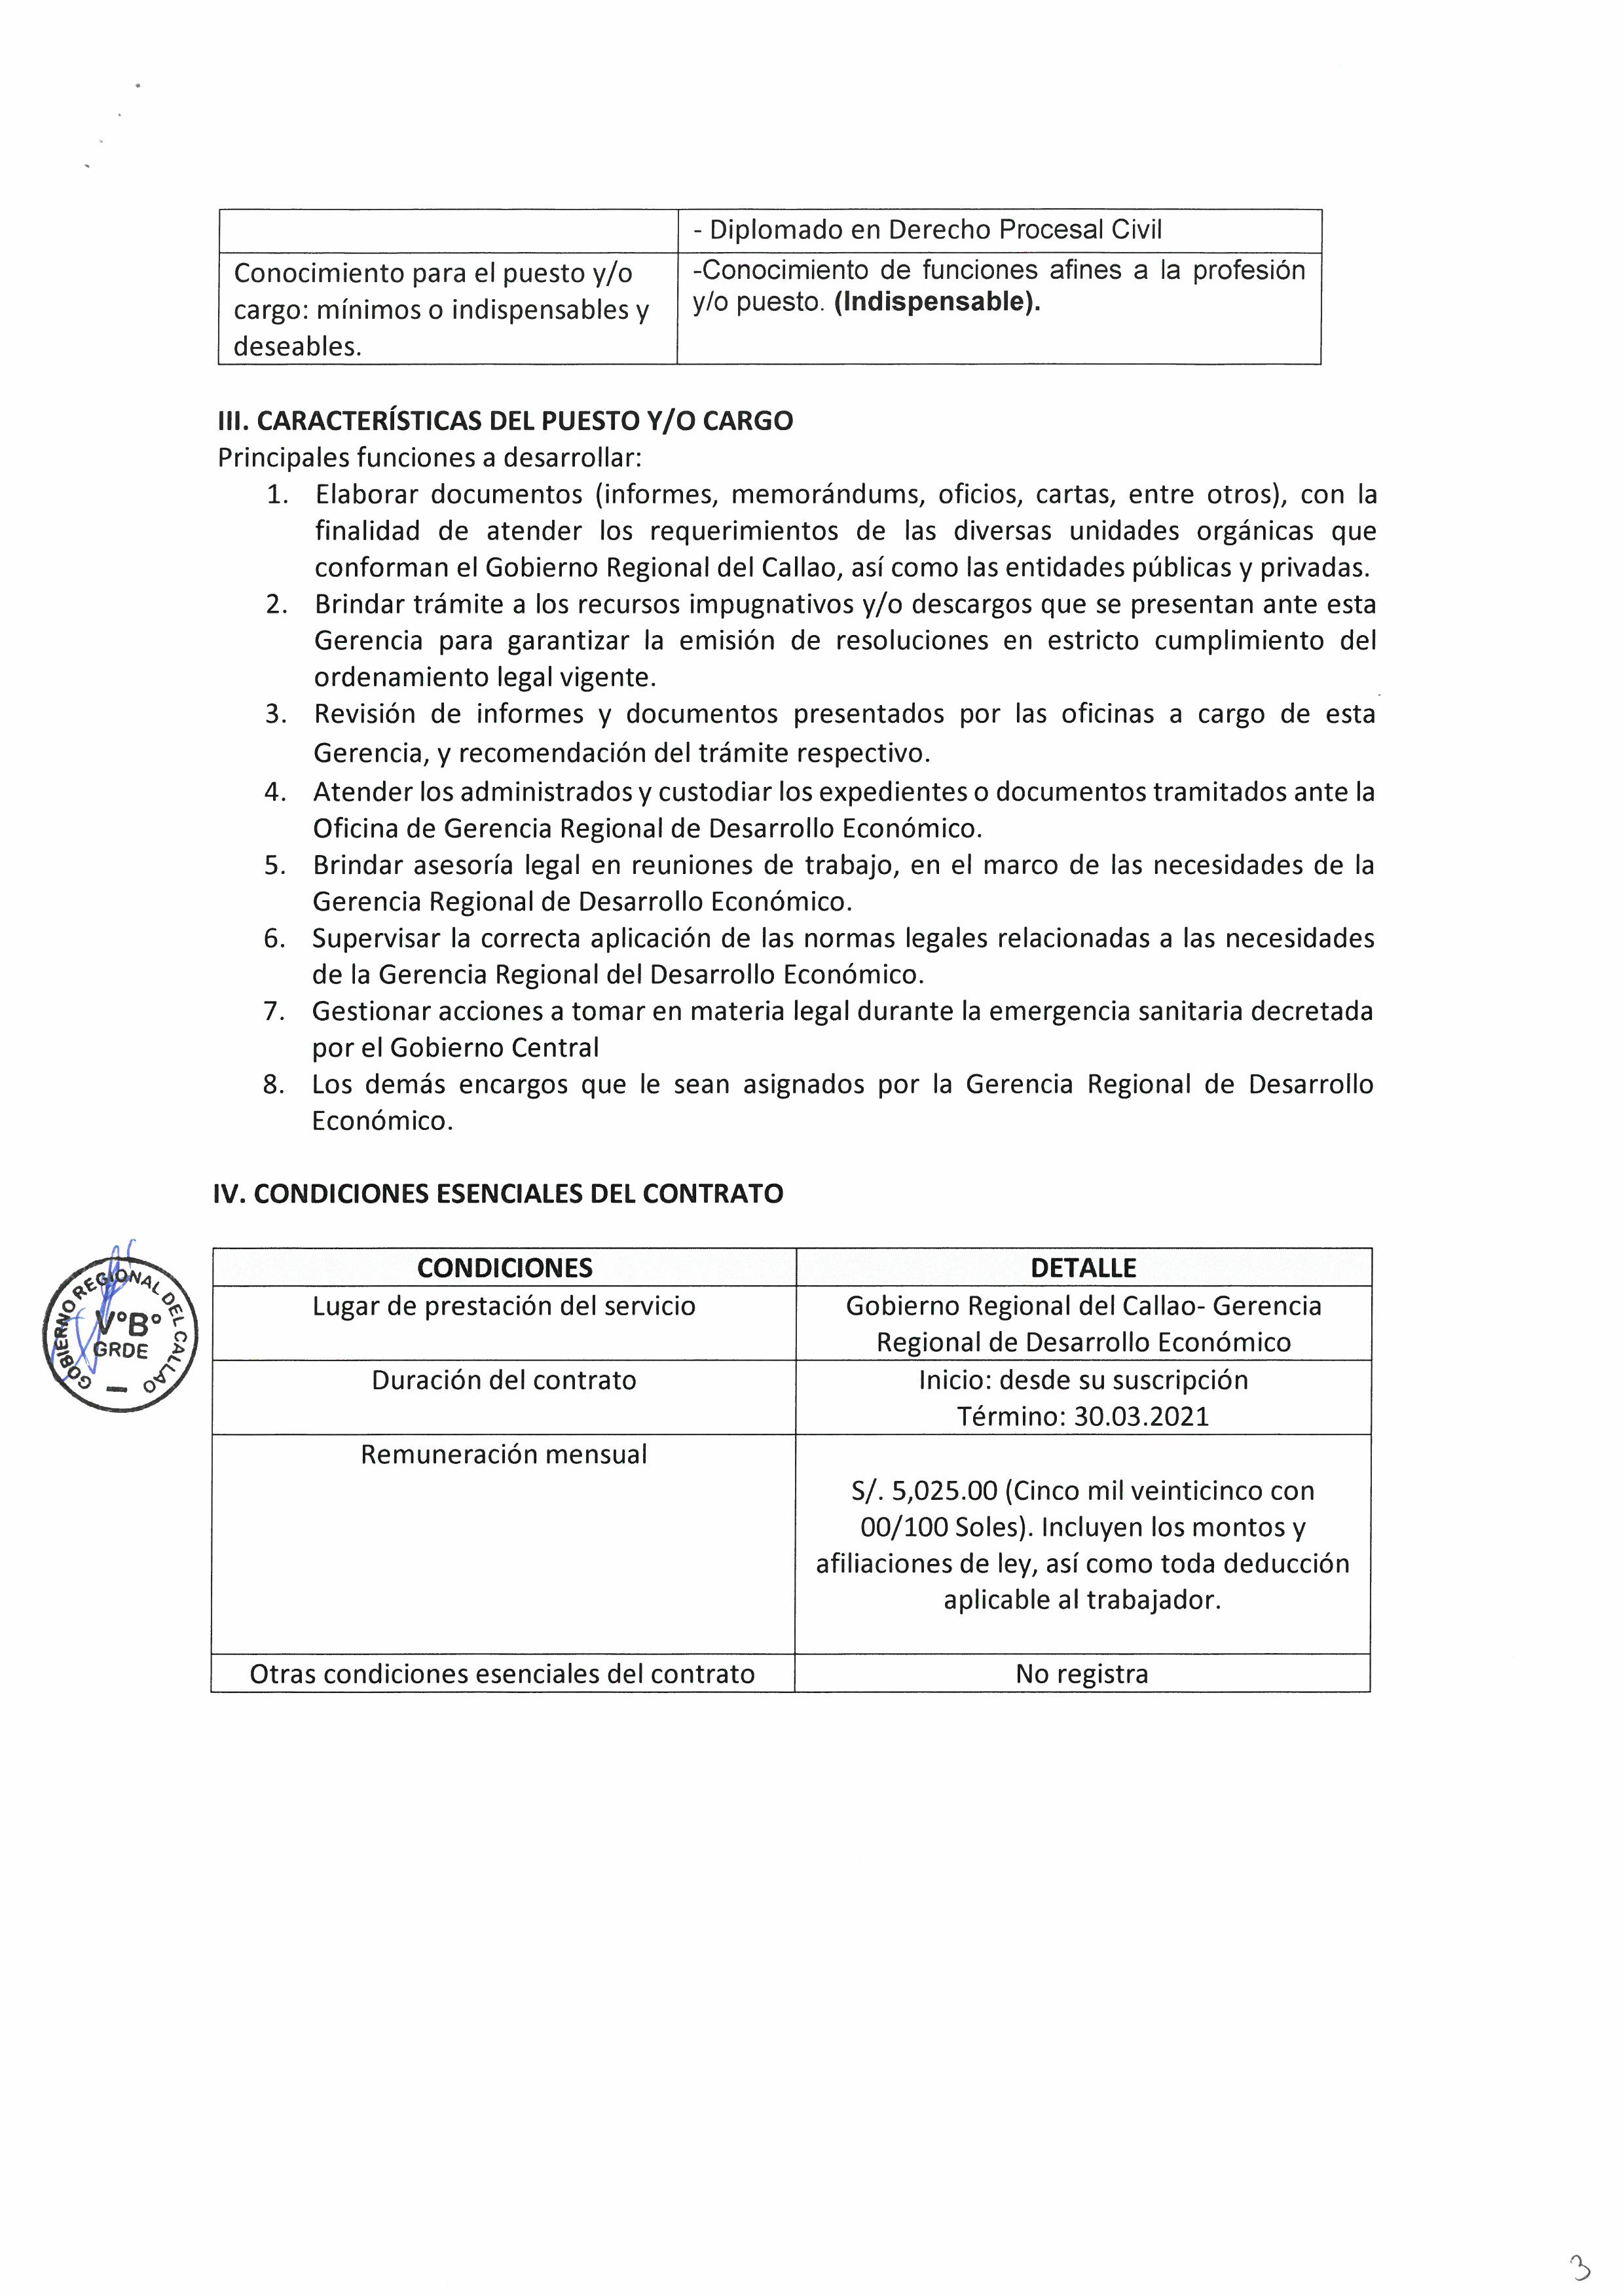 - Diplomado en Derecho Procesal Civil
Conocimiento para el puesto y/o
cargo: mínimos o indispensables y
deseables.
-Conocimiento de funciones afines a la profesión
y/o puesto. (Indispensable).
III. CARACTERÍSTICAS DEL PUESTO Y/O CARGO
Principales funciones a desarrollar:
1. Elaborar documentos (informes, memorándums, oficios, cartas, entre otros), con la
finalidad de atender los requerimientos de las diversas unidades orgánicas que
conforman el Gobierno Regional del Callao, así como las entidades públicas y privadas.
2. Brindar trámite a los recursos impugnativos y/o descargos que se presentan ante esta
Gerencia para garantizar la emisión de resoluciones en estricto cumplimiento del
ordenamiento legal vigente.
3. Revisión de informes y documentos presentados por las oficinas a cargo de esta
Gerencia, y recomendación del trámite respectivo.
4. Atender los administrados y custodiar los expedientes o documentos tramitados ante la
Oficina de Gerencia Regional de Desarrollo Económico.
5. Brindar asesoría legal en reuniones de trabajo, en el marco de las necesidades de la
Gerencia Regional de Desarrollo Económico.
6. Supervisar la correcta aplicación de las normas legales relacionadas a las necesidades
de la Gerencia Regional del Desarrollo Económico.
7. Gestionar acciones a tomar en materia legal durante la emergencia sanitaria decretada
por el Gobierno Central
8. Los demás encargos que le sean asignados por la Gerencia Regional de Desarrollo
Económico.
IV. CONDICIONES ESENCIALES DEL CONTRATO
GOBIERNO REGIONAL DEL CALLAO
V°B°
GRDE
CONDICIONES
DETALLE
Lugar de prestación del servicio
Gobierno Regional del Callao- Gerencia
Regional de Desarrollo Económico
Duración del contrato
Inicio: desde su suscripción
Término: 30.03.2021
Remuneración mensual
S/. 5,025.00 (Cinco mil veinticinco con
00/100 Soles). Incluyen los montos y
afiliaciones de ley, así como toda deducción
aplicable al trabajador.
Otras condiciones esenciales del contrato
No registra
3